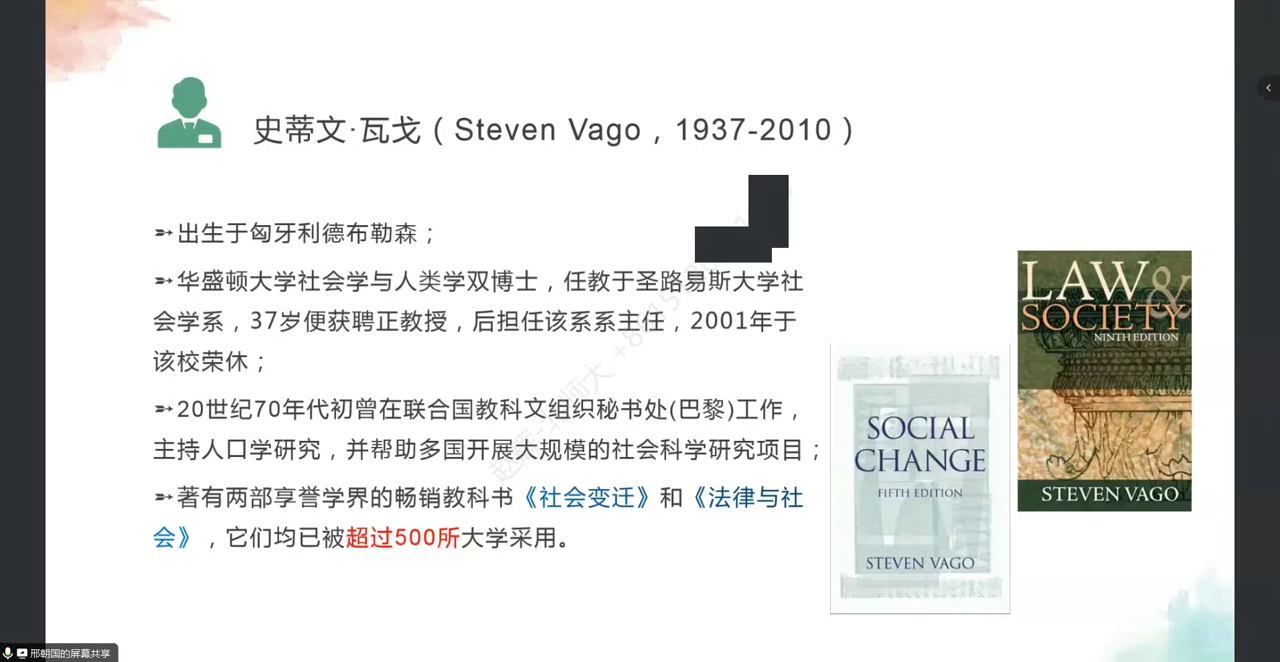 史蒂文·瓦戈（Steven Vago，1937-2010）
➵出生于匈牙利德布勒森；
➵华盛顿大学社会学与人类学双博士，任教于圣路易斯大学社
会学系，37岁便获聘正教授，后担任该系系主任，2001年于
该校荣休；
➵20世纪70年代初曾在联合国教科文组织秘书处(巴黎)工作，
主持人口学研究，并帮助多国开展大规模的社会科学研究项目；
➵著有两部享誉学界的畅销教科书《社会变迁》和《法律与社
会》，它们均已被超过500所大学采用。
SOCIAL
CHANGE
FIFTH EDITION
STEVEN VAGO
LAW &
SOCIETY
NINTH EDITION
STEVEN VAGO
邢朝国的屏幕共享